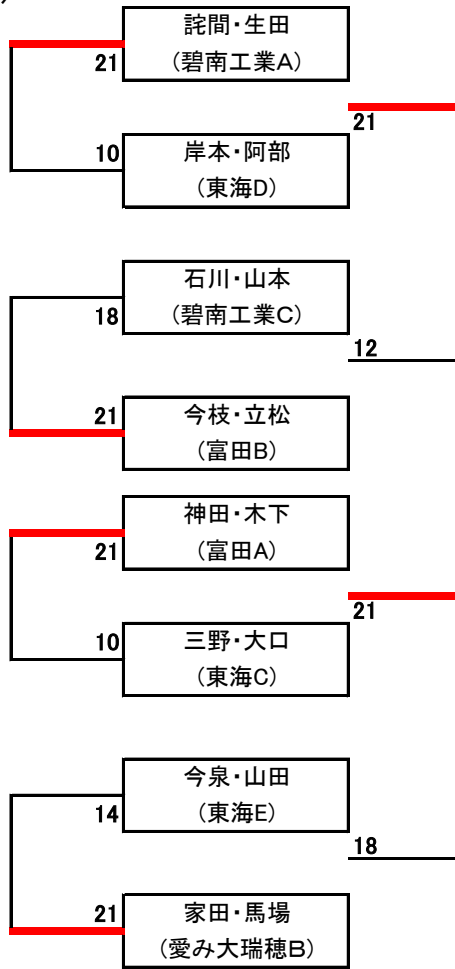 )
詫間・生田
21
(碧南工業A)
21
10
岸本・阿部
(東海D)
石川・山本
18
(碧南工業C)
12
21
今枝・立松
(富田B)
神田・木下
21
(富田A)
21
10
三野・大口
(東海C)
今泉・山田
14
(東海E)
18
21
家田・馬場
(愛み大瑞穂B)